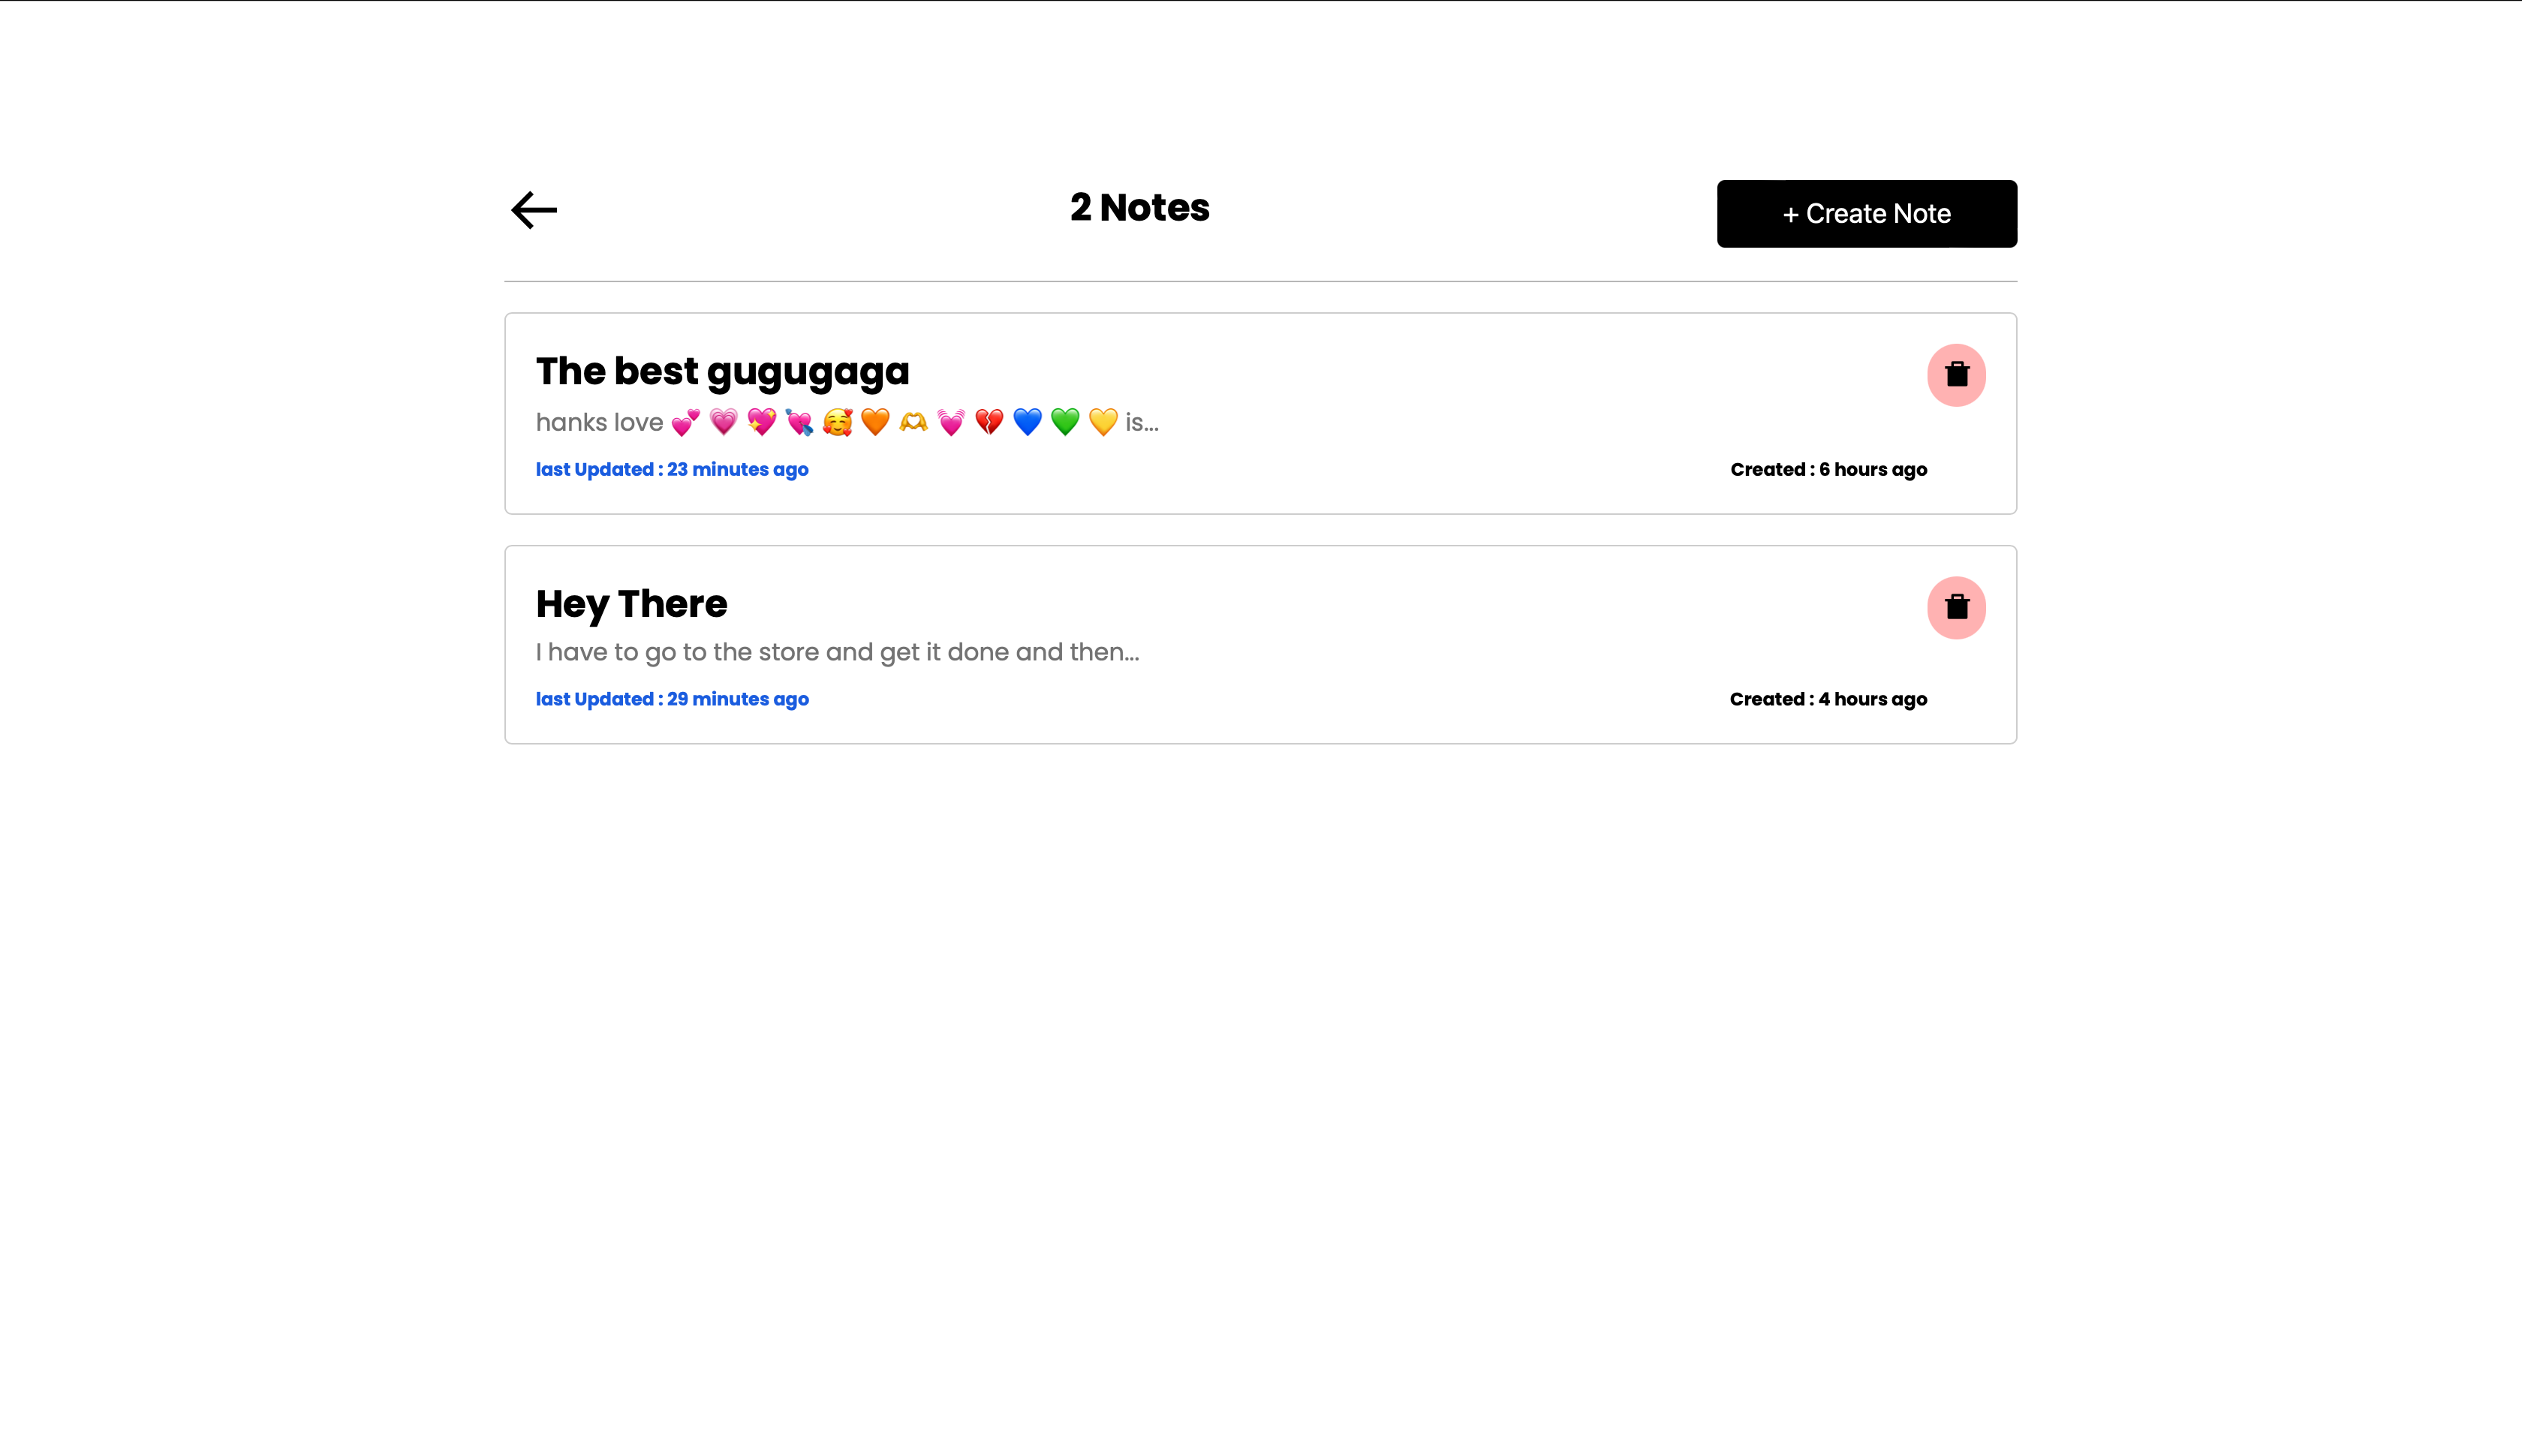 2 Notes
+ Create Note
The best gugugaga
hanks love 💕 💗 💖 💘 🥰 🧡 🫶 💓 💔 💙 💚 💛 is...
last Updated : 23 minutes ago
Created : 6 hours ago
Hey There
I have to go to the store and get it done and then...
last Updated : 29 minutes ago
Created : 4 hours ago